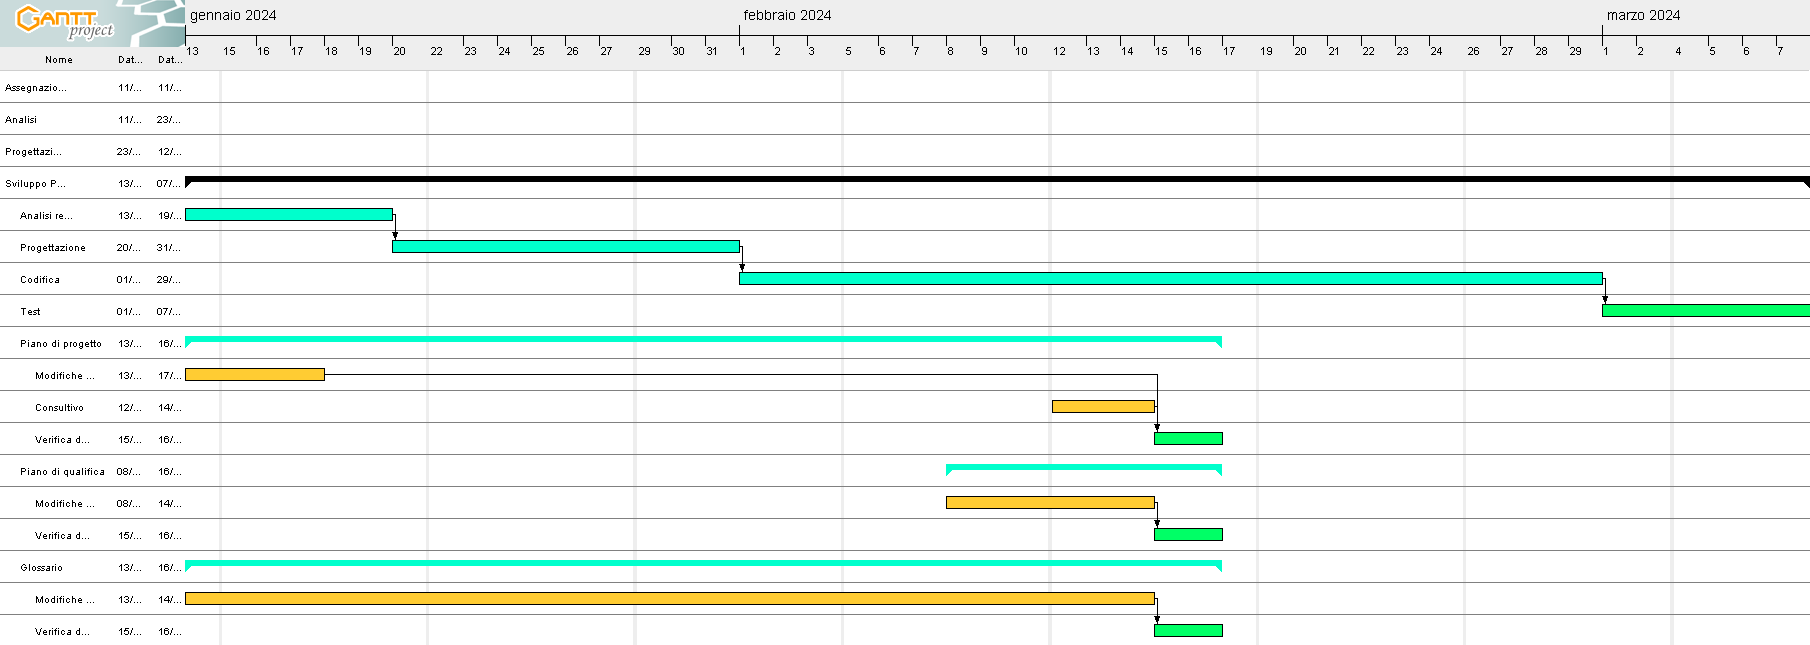 GANTT project
gennaio 2024 febbraio 2024 marzo 2024
13 15 16 17 18 19 20 22 23 24 25 26 27 29 30 31 1 2 3 5 6 7 8 9 10 12 13 14 15 16 17 19 20 21 22 23 24 26 27 28 29 1 2 4 5 6 7
Nome Dat... Dat...
Assegnazio... 11/... 11/...
Analisi 11/... 23/...
Progettazi... 23/... 12/...
Sviluppo P... 13/... 07/...
Analisi re... 13/... 19/...
Progettazione 20/... 31/...
Codifica 01/... 29/...
Test 01/... 07/...
Piano di progetto 13/... 16/...
Modifiche ... 13/... 17/...
Consultivo 12/... 14/...
Verifica d... 15/... 16/...
Piano di qualifica 08/... 16/...
Modifiche ... 08/... 14/...
Verifica d... 15/... 16/...
Glossario 13/... 16/...
Modifiche ... 13/... 14/...
Verifica d... 15/... 16/...